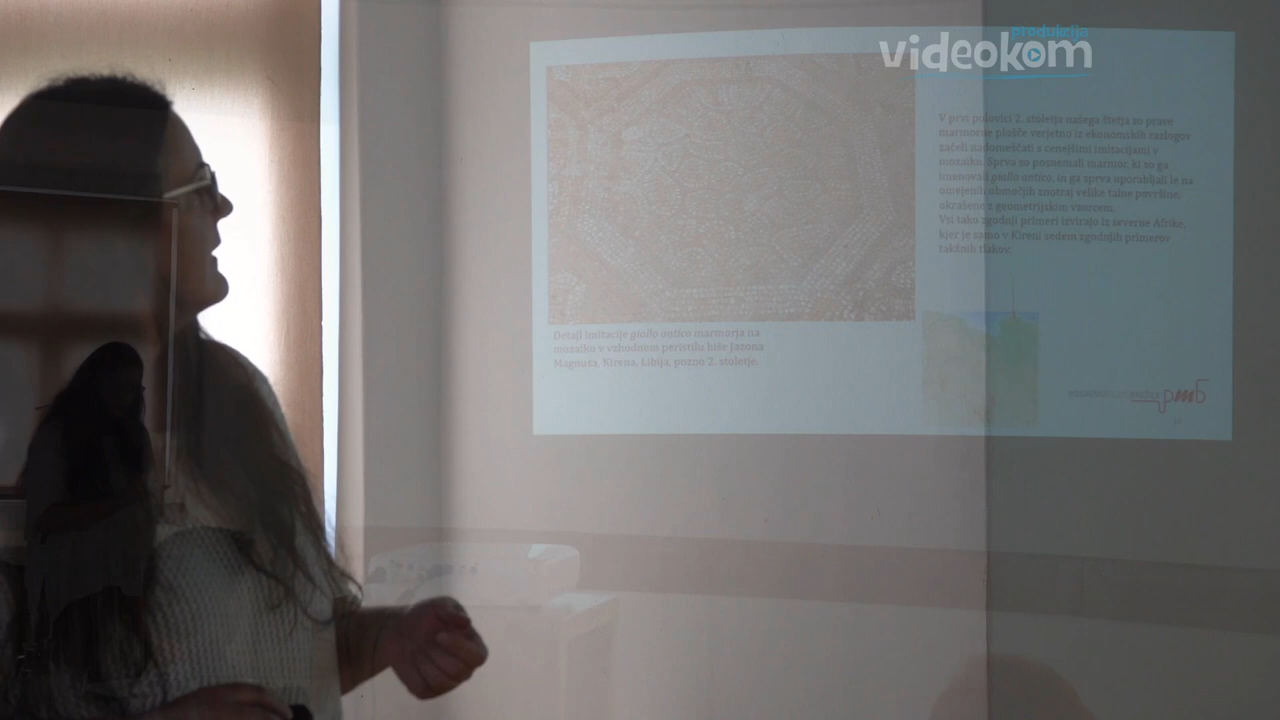 produkcija
videokom
V prvi polovici 2. stoletja našega štetja so prave
marmorne plošče verjetno iz ekonomskih razlogov
začeli nadomeščati s cenejšimi imitacijami v
mozaiku. Sprva so posnemali marmor, ki so ga
imenovali giallo antico, in ga sprva uporabljali le na
omejenih območjih znotraj velike talne površine,
okrašene z geometrijskim vzorcem.
Vsi tako zgodnji primeri izvirajo iz severne Afrike,
kjer je samo v Kireni sedem zgodnjih primerov
takšnih tlakov.
Detajl imitacije giallo antico marmorja na
mozaiku v vzhodnem peristilu hiše Jazona
Magnusa, Kirena, Libija, pozno 2. stoletje.
pmb